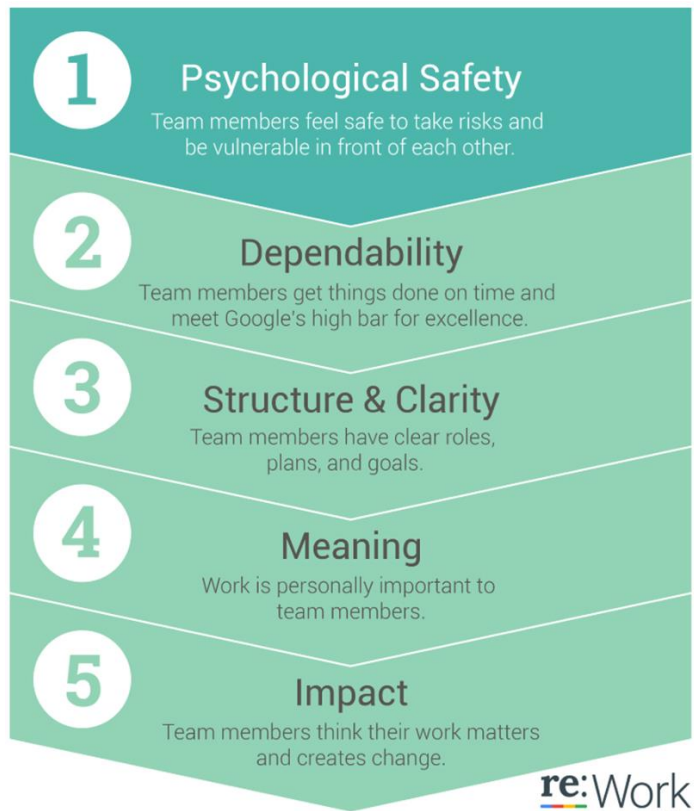 1
Psychological Safety
Team members feel safe to take risks and
be vulnerable in front of each other.
2
Dependability
Team members get things done on time and
meet Google's high bar for excellence.
3
Structure & Clarity
Team members have clear roles,
plans, and goals.
4
Meaning
Work is personally important to
team members.
5
Impact
Team members think their work matters
and creates change.
re:Work